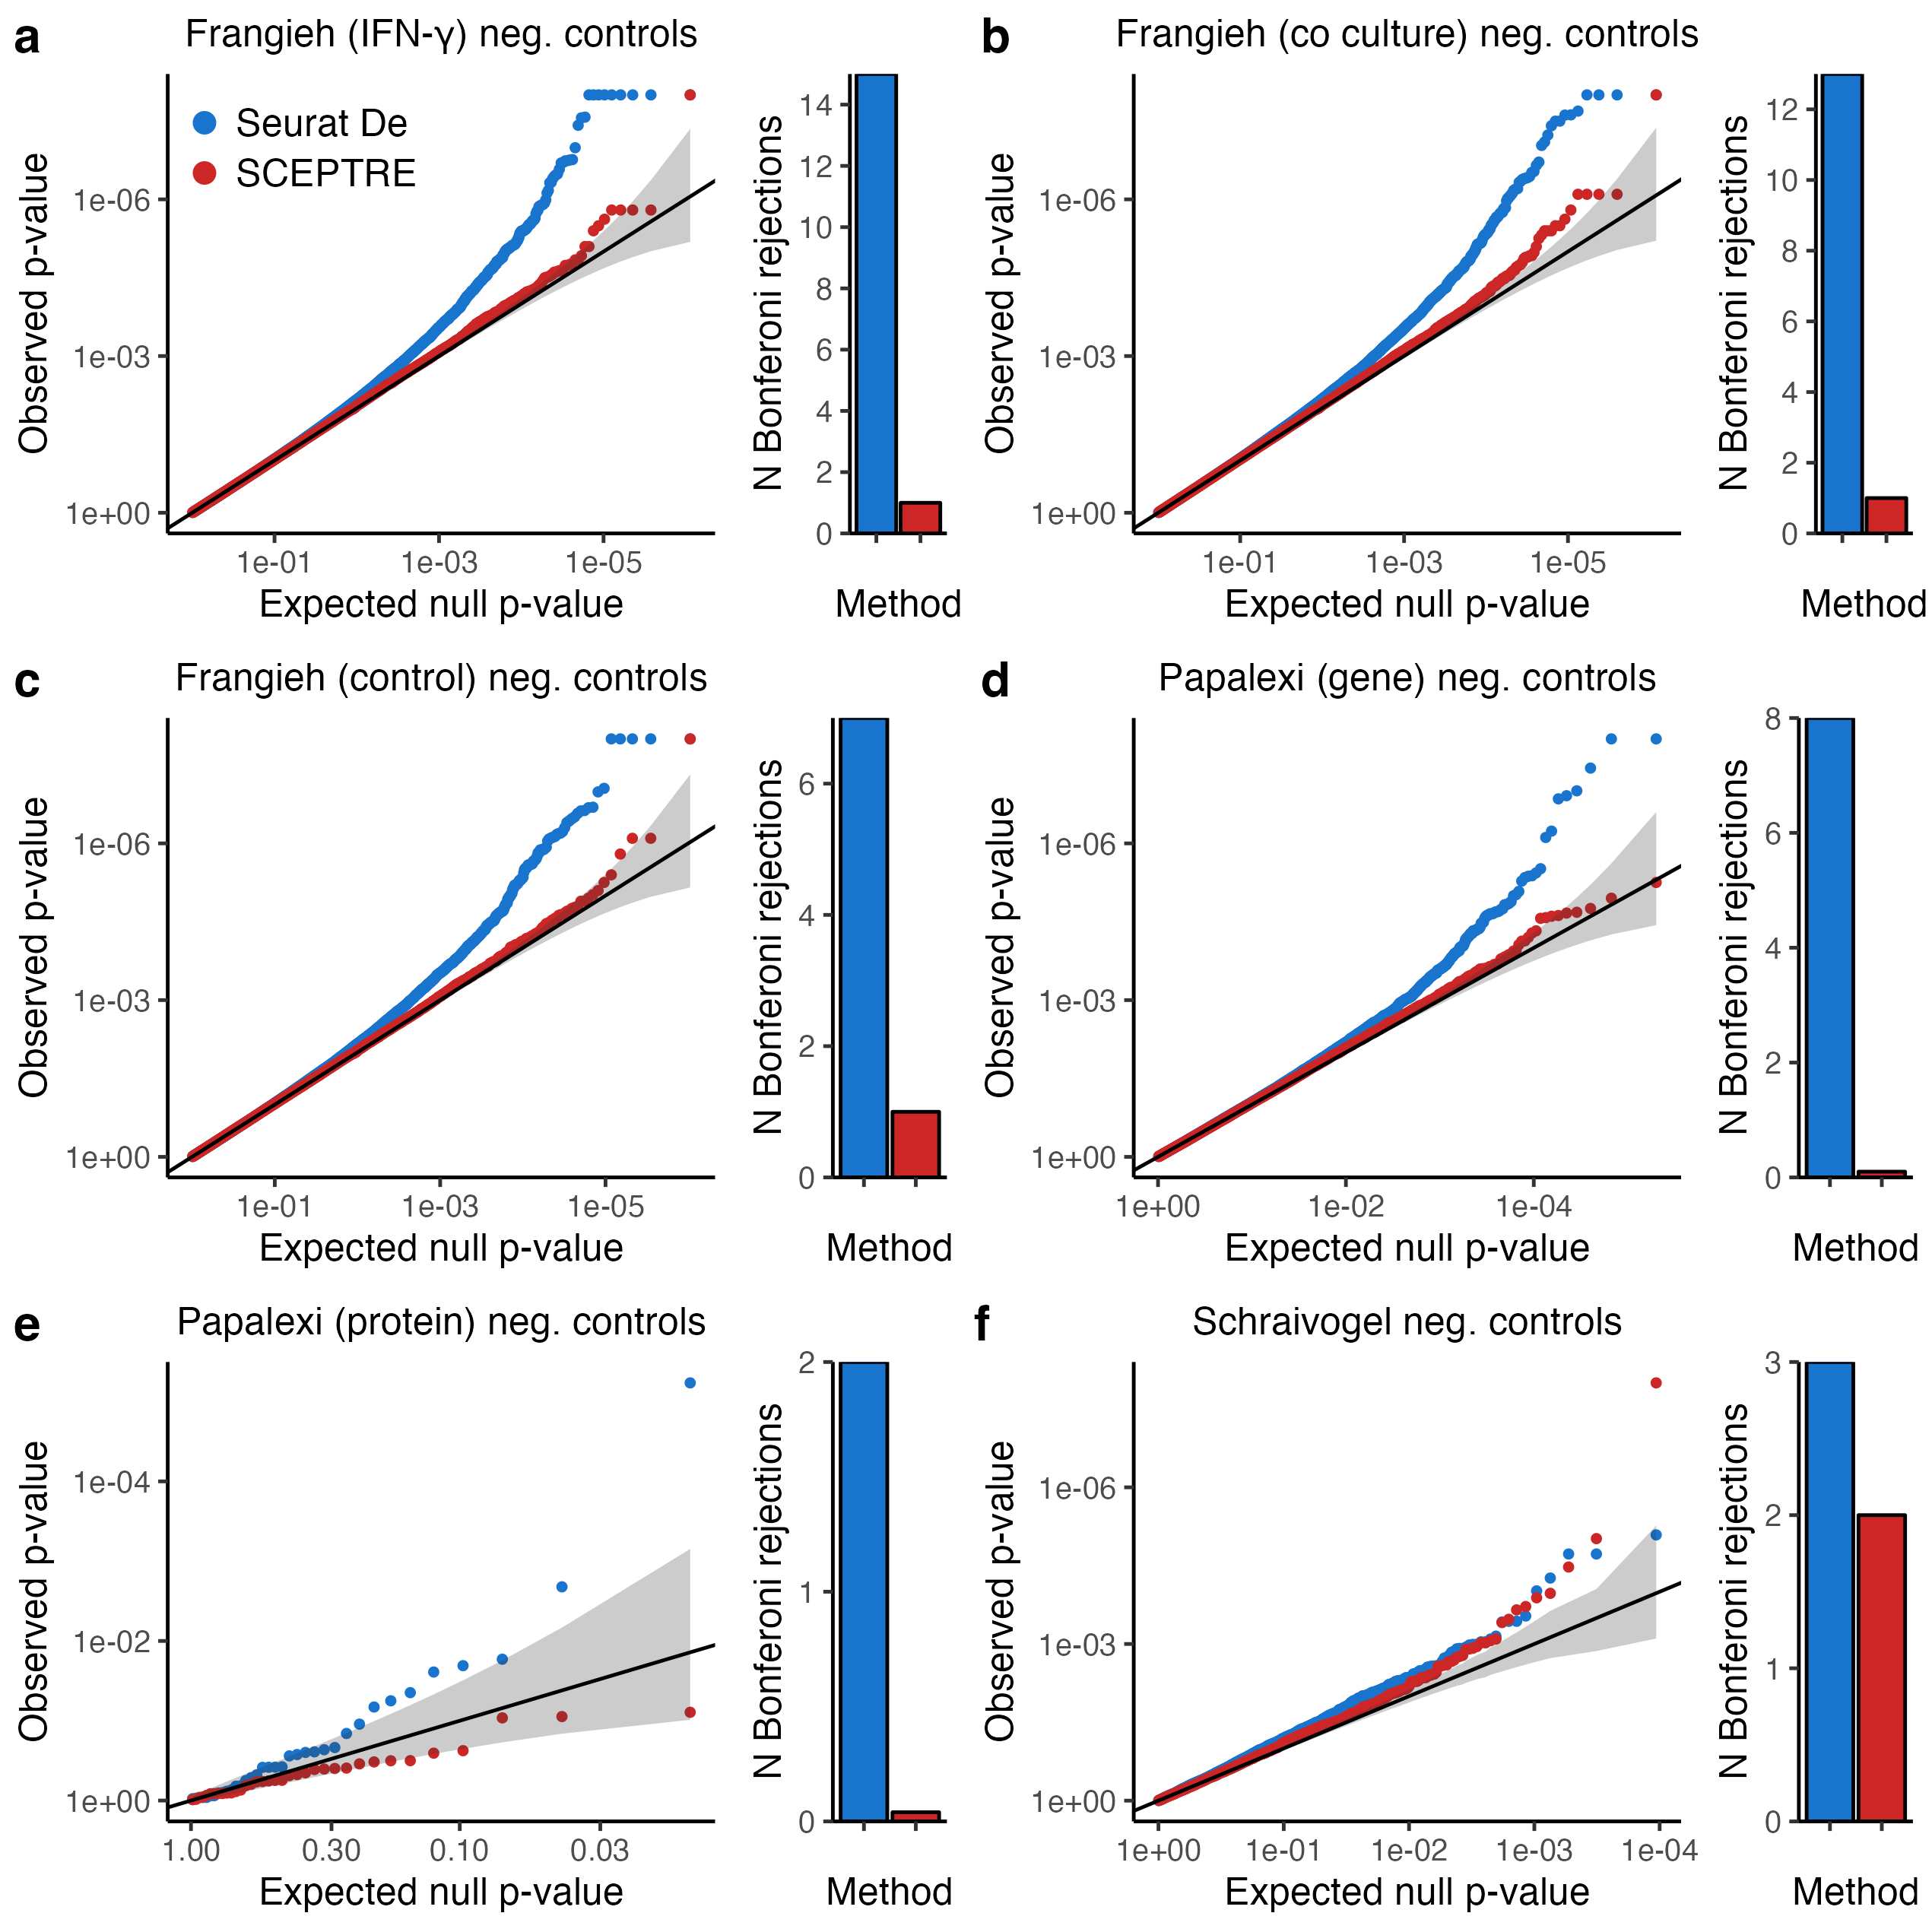 a
Frangieh (IFN-γ) neg. controls
Seurat De
SCEPTRE
Observed p-value
1e-06
1e-03
1e+00
1e-01
1e-03
1e-05
Expected null p-value
N Bonferoni rejections
14
12
10
8
6
4
2
0
Method
b
Frangieh (co culture) neg. controls
Observed p-value
1e-06
1e-03
1e+00
1e-01
1e-03
1e-05
Expected null p-value
N Bonferoni rejections
12
10
8
6
4
2
0
Method
c
Frangieh (control) neg. controls
Observed p-value
1e-06
1e-03
1e+00
1e-01
1e-03
1e-05
Expected null p-value
N Bonferoni rejections
6
4
2
0
Method
d
Papalexi (gene) neg. controls
Observed p-value
1e-06
1e-03
1e+00
1e+00
1e-02
1e-04
Expected null p-value
N Bonferoni rejections
8
6
4
2
0
Method
e
Papalexi (protein) neg. controls
Observed p-value
1e-04
1e-02
1e+00
1.00
0.30
0.10
0.03
Expected null p-value
N Bonferoni rejections
2
1
0
Method
f
Schraivogel neg. controls
Observed p-value
1e-06
1e-03
1e+00
1e+00
1e-01
1e-02
1e-03
1e-04
Expected null p-value
N Bonferoni rejections
3
2
1
0
Method